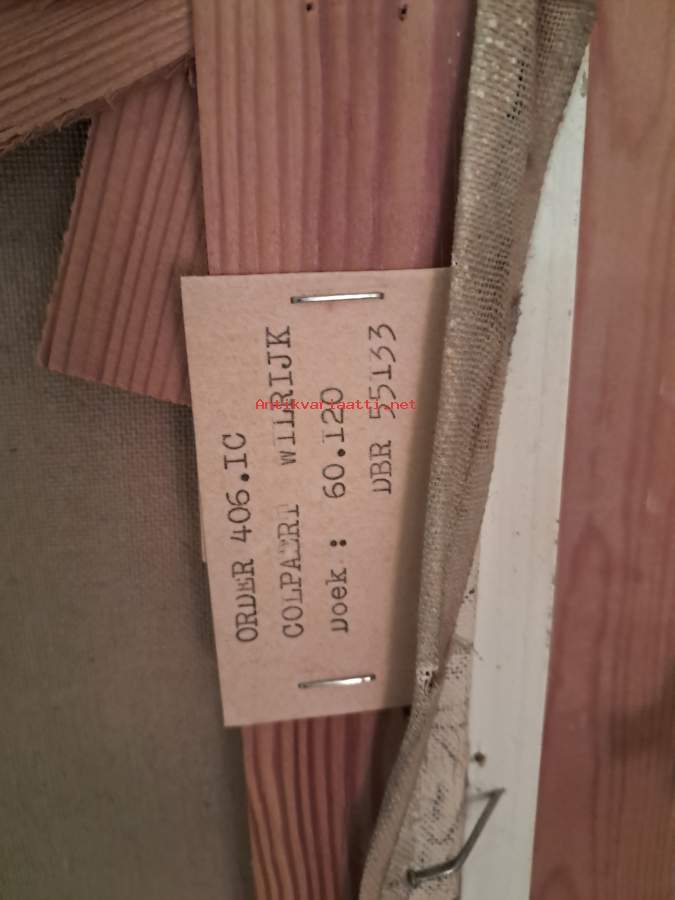 ORDER 406.IC
COLPAERT WILRIJK
Doek : 60.120
DBR 55133
Antikvariaatti.net